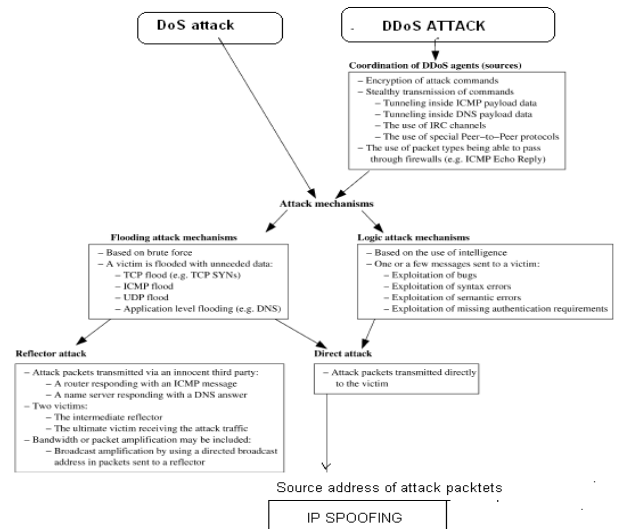 DoS attack
. DDoS ATTACK
Coordination of DDoS agents (sources)
– Encryption of attack commands
– Stealthy transmission of commands
– Tunneling inside ICMP payload data
– Tunneling inside DNS payload data
– The use of IRC channels
– The use of special Peer–to–Peer protocols
– The use of packet types being able to pass
through firewalls (e.g. ICMP Echo Reply)
Attack mechanisms
Flooding attack mechanisms
– Based on brute force
– A victim is flooded with unneeded data:
– TCP flood (e.g. TCP SYNs)
– ICMP flood
– UDP flood
– Application level flooding (e.g. DNS)
Logic attack mechanisms
– Based on the use of intelligence
– One or a few messages sent to a victim:
– Exploitation of bugs
– Exploitation of syntax errors
– Exploitation of semantic errors
– Exploitation of missing authentication requirements
Reflector attack
– Attack packets transmitted via an innocent third party:
– A router responding with an ICMP message
– A name server responding with a DNS answer
– Two victims:
– The intermediate reflector
– The ultimate victim receiving the attack traffic
– Bandwidth or packet amplification may be included:
– Broadcast amplification by using a directed broadcast
address in packets sent to a reflector
Direct attack
– Attack packets transmitted directly
to the victim
Source address of attack packtets
IP SPOOFING